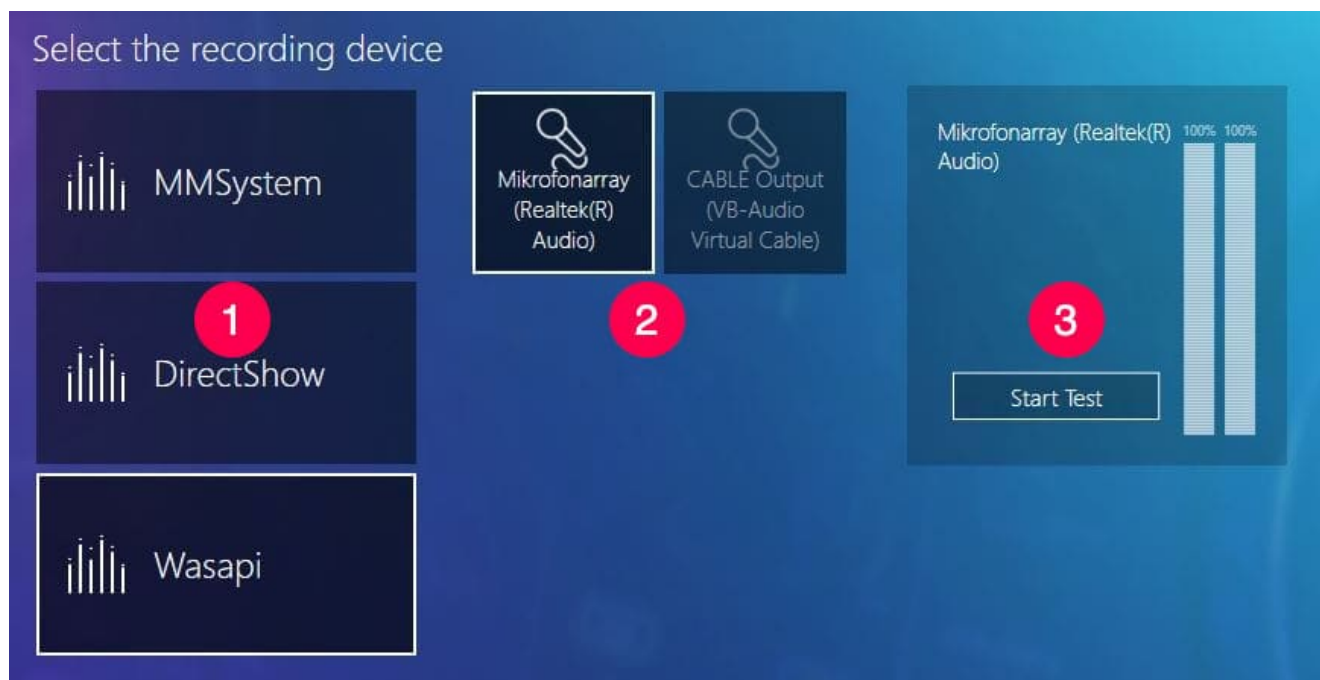 Select the recording device
MMSystem
1
DirectShow
Wasapi
Mikrofonarray
(Realtek(R)
Audio)
CABLE Output
(VB-Audio
Virtual Cable)
2
Mikrofonarray (Realtek(R)
Audio)
100% 100%
3
Start Test